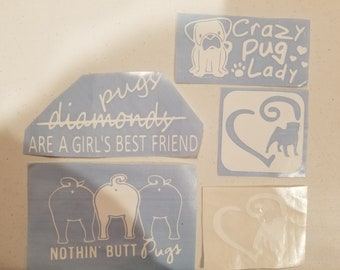 Crazy
Pug
Lady
pugs
diamonds
ARE A GIRL'S BEST FRIEND
NOTHIN' BUTT Pugs